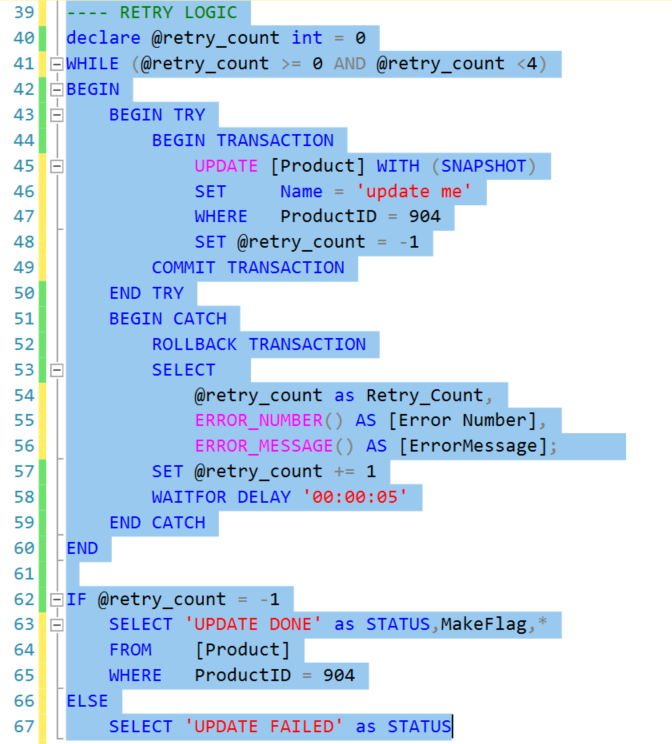 39 ---- RETRY LOGIC
40 declare @retry_count int = 0
41 WHILE (@retry_count >= 0 AND @retry_count <4)
42 BEGIN
43 BEGIN TRY
44 BEGIN TRANSACTION
45 UPDATE [Product] WITH (SNAPSHOT)
46 SET Name = 'update me'
47 WHERE ProductID = 904
48 SET @retry_count = -1
49 COMMIT TRANSACTION
50 END TRY
51 BEGIN CATCH
52 ROLLBACK TRANSACTION
53 SELECT
54 @retry_count as Retry_Count,
55 ERROR_NUMBER() AS [Error Number],
56 ERROR_MESSAGE() AS [ErrorMessage];
57 SET @retry_count += 1
58 WAITFOR DELAY '00:00:05'
59 END CATCH
60 END
61
62 IF @retry_count = -1
63 SELECT 'UPDATE DONE' as STATUS,MakeFlag,*
64 FROM [Product]
65 WHERE ProductID = 904
66 ELSE
67 SELECT 'UPDATE FAILED' as STATUS